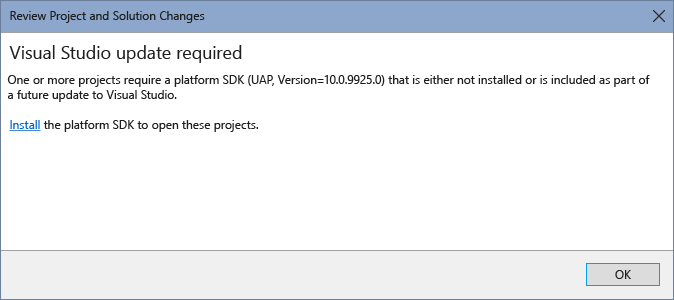 Review Project and Solution Changes
Visual Studio update required
One or more projects require a platform SDK (UAP, Version=10.0.9925.0) that is either not installed or is included as part of
a future update to Visual Studio.
Install the platform SDK to open these projects.
OK